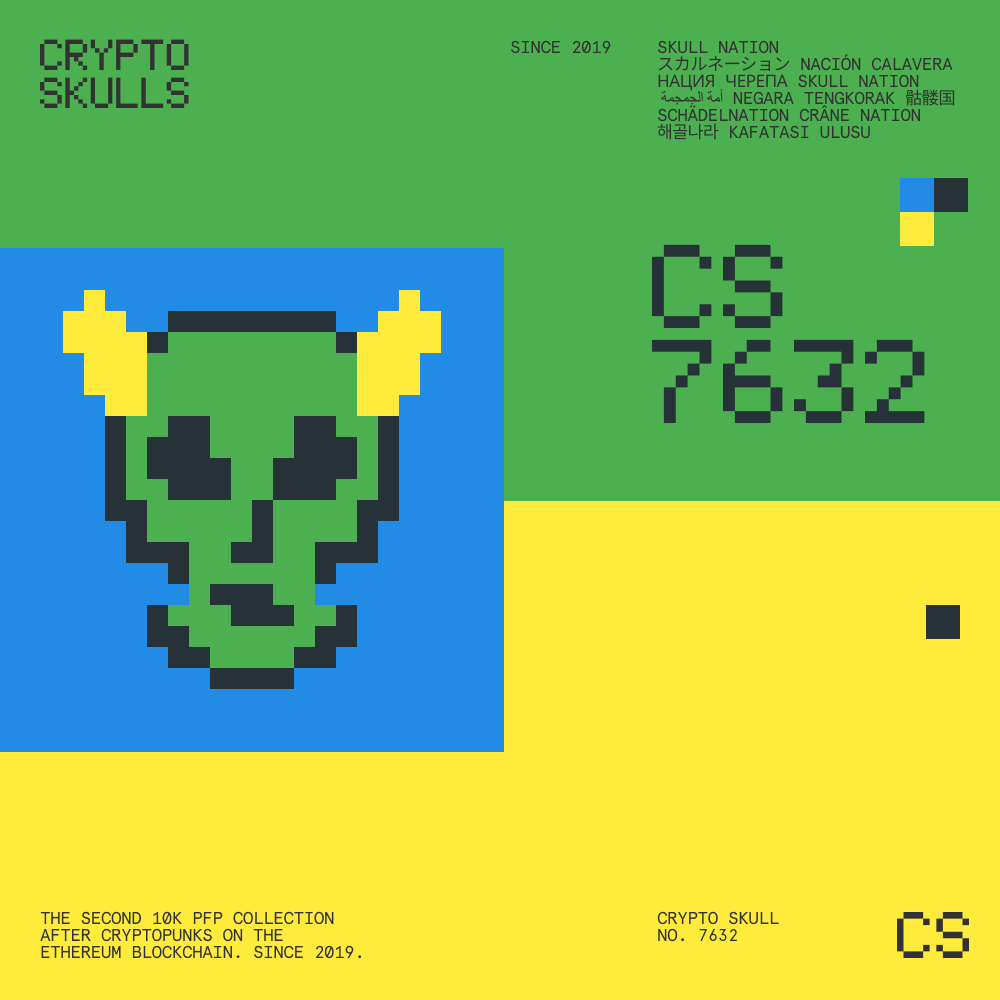 CRYPTO
SKULLS
SINCE 2019
SKULL NATION
スカルネーション NACIÓN CALAVERA
НАЦИЯ ЧЕРЕПА SKULL NATION
أمة الجمجمة NEGARA TENGKORAK 骷髅国
SCHÄDELNATION CRÂNE NATION
해골나라 KAFATASI ULUSU
CS
7632
THE SECOND 10K PFP COLLECTION
AFTER CRYPTOPUNKS ON THE
ETHEREUM BLOCKCHAIN. SINCE 2019.
CRYPTO SKULL
NO. 7632
CS